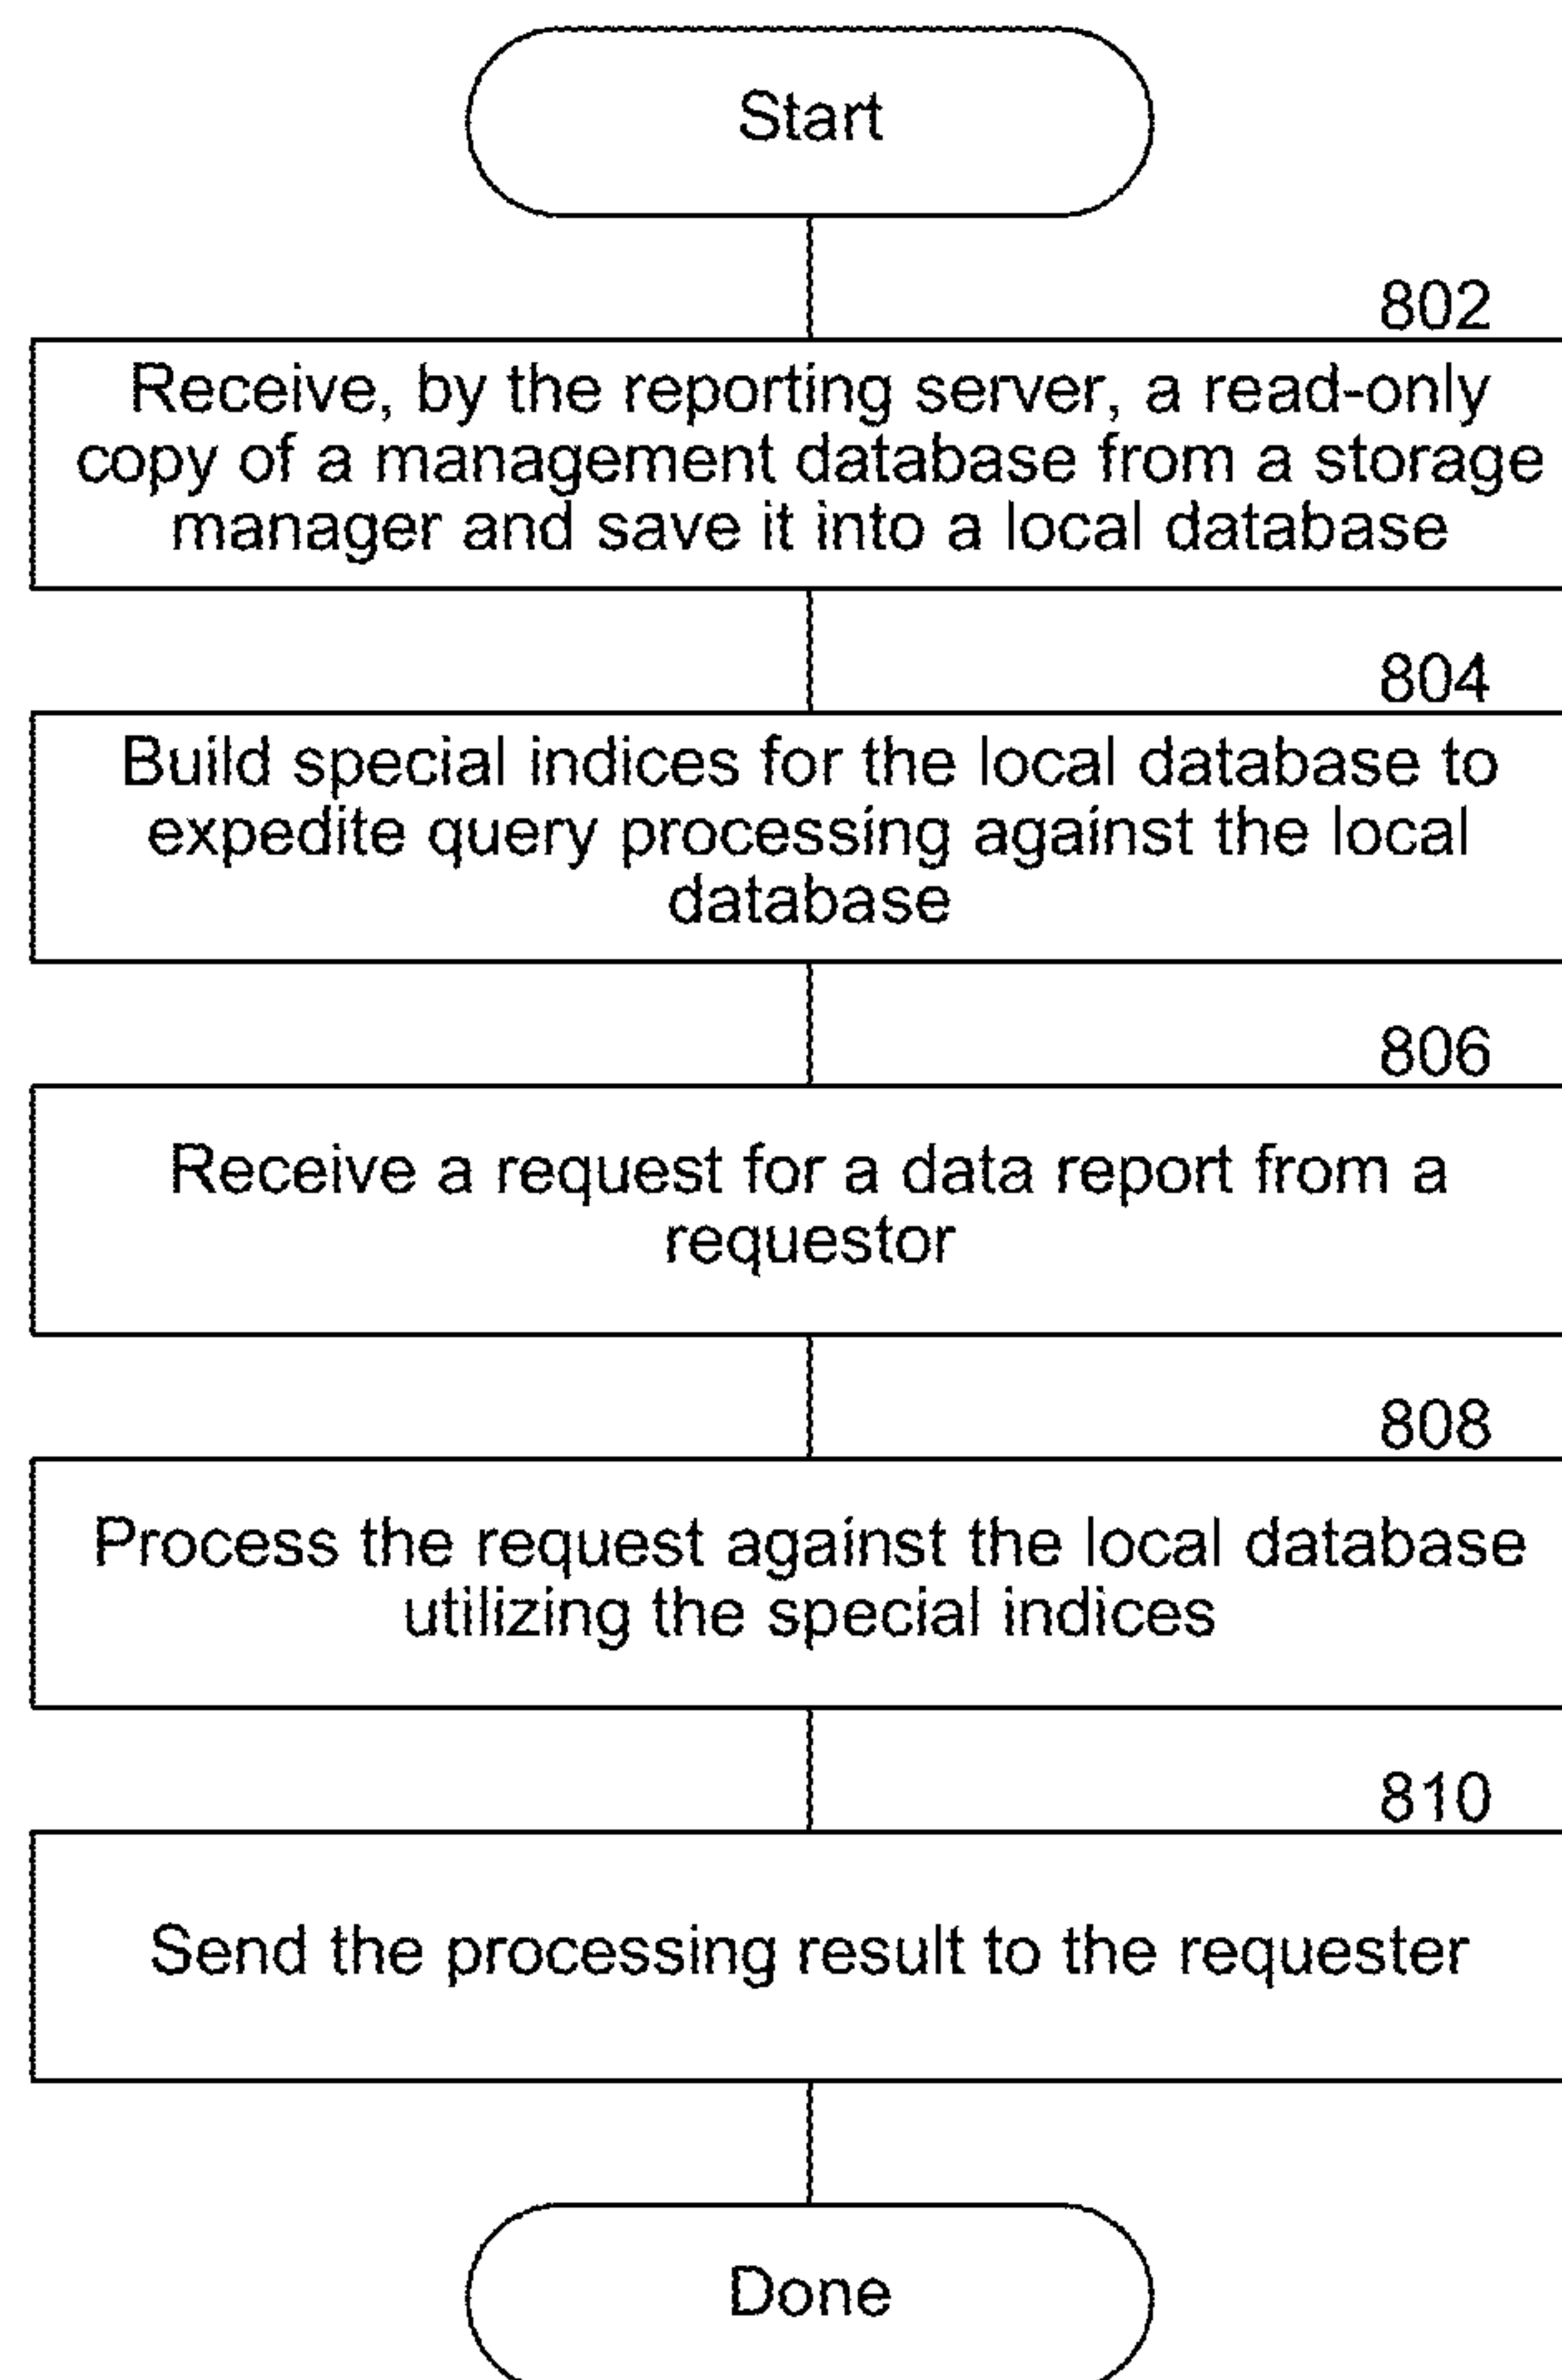 Start
802
Receive, by the reporting server, a read-only
copy of a management database from a storage
manager and save it into a local database
804
Build special indices for the local database to
expedite query processing against the local
database
806
Receive a request for a data report from a
requestor
808
Process the request against the local database
utilizing the special indices
810
Send the processing result to the requester
Done